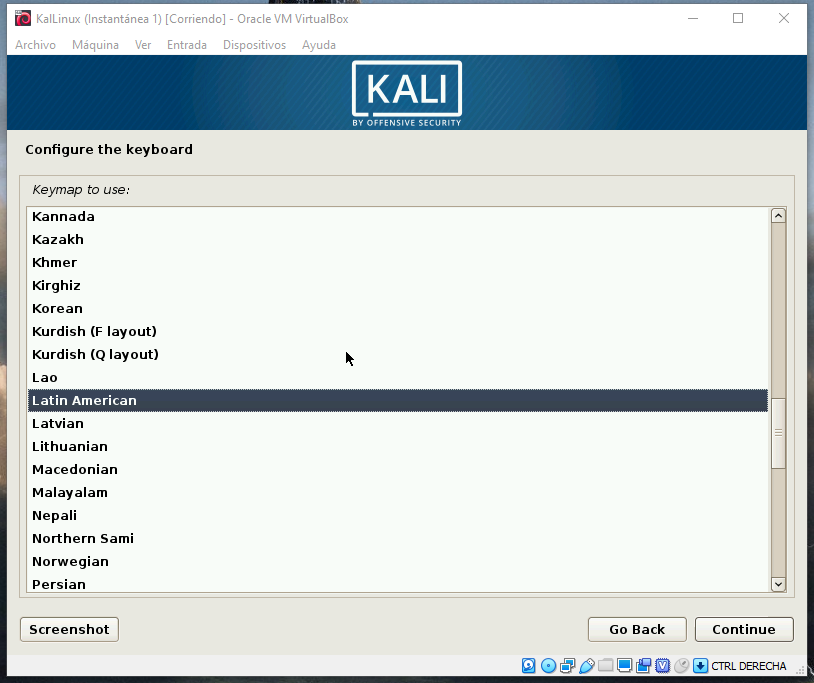 KalLinux (Instantánea 1) [Corriendo] - Oracle VM VirtualBox
Archivo Máquina Ver Entrada Dispositivos Ayuda
KALI
BY OFFENSIVE SECURITY
Configure the keyboard
Keymap to use:
Kannada
Kazakh
Khmer
Kirghiz
Korean
Kurdish (F layout)
Kurdish (Q layout)
Lao
Latin American
Latvian
Lithuanian
Macedonian
Malayalam
Nepali
Northern Sami
Norwegian
Persian
Screenshot Go Back Continue
CTRL DERECHA